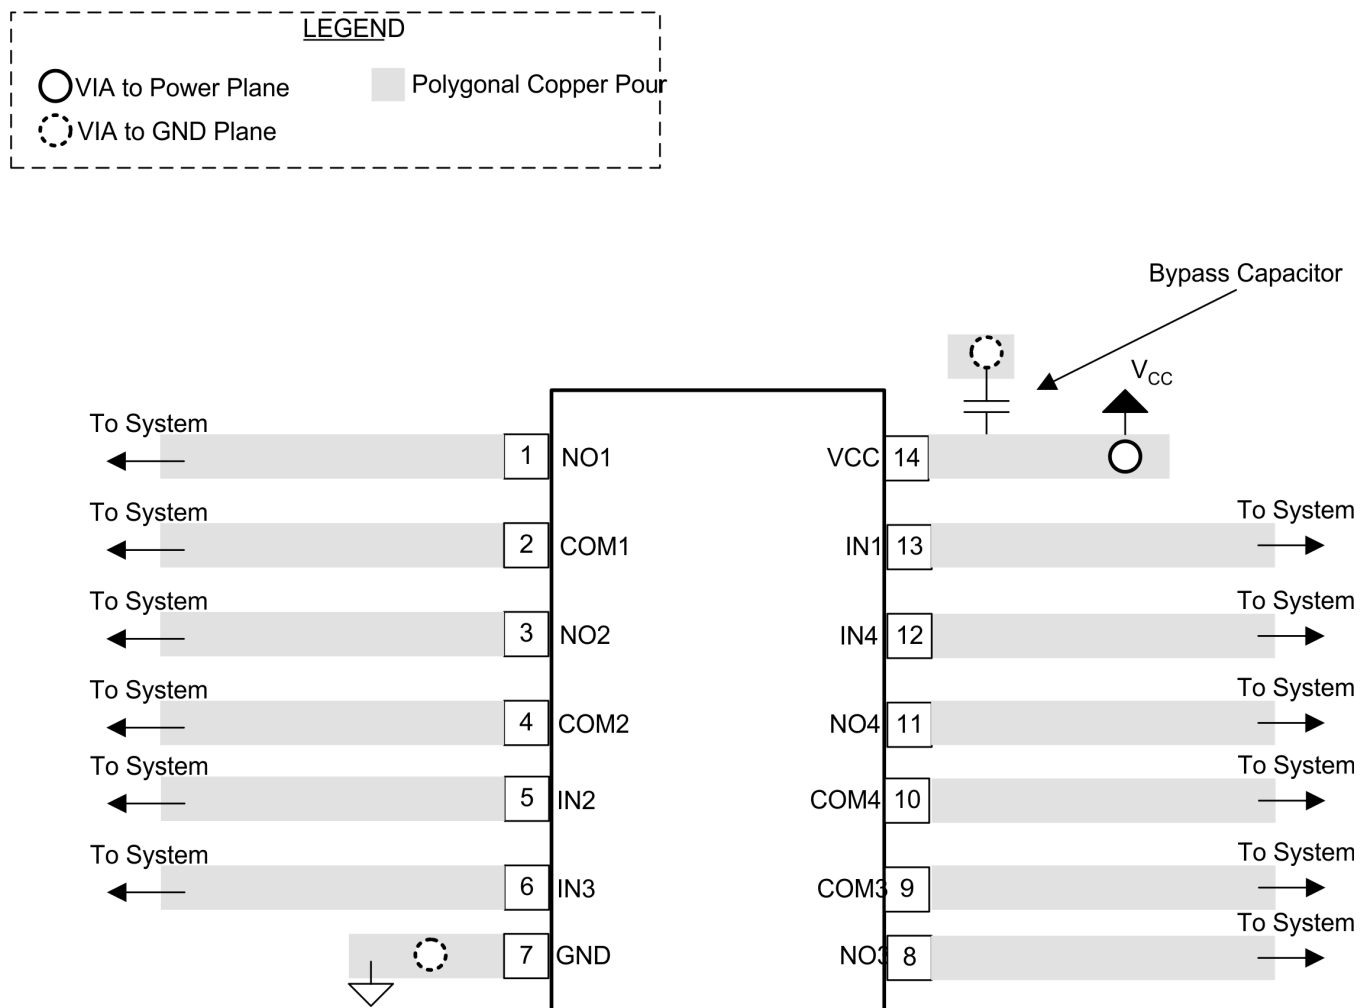 LEGEND
VIA to Power Plane
Polygonal Copper Pour
VIA to GND Plane
Bypass Capacitor
VCC
To System
1 NO1
VCC 14
To System
2 COM1
To System
IN1 13
To System
3 NO2
To System
IN4 12
To System
4 COM2
To System
NO4 11
To System
5 IN2
To System
COM4 10
To System
6 IN3
To System
COM3 9
To System
7 GND
NO3 8